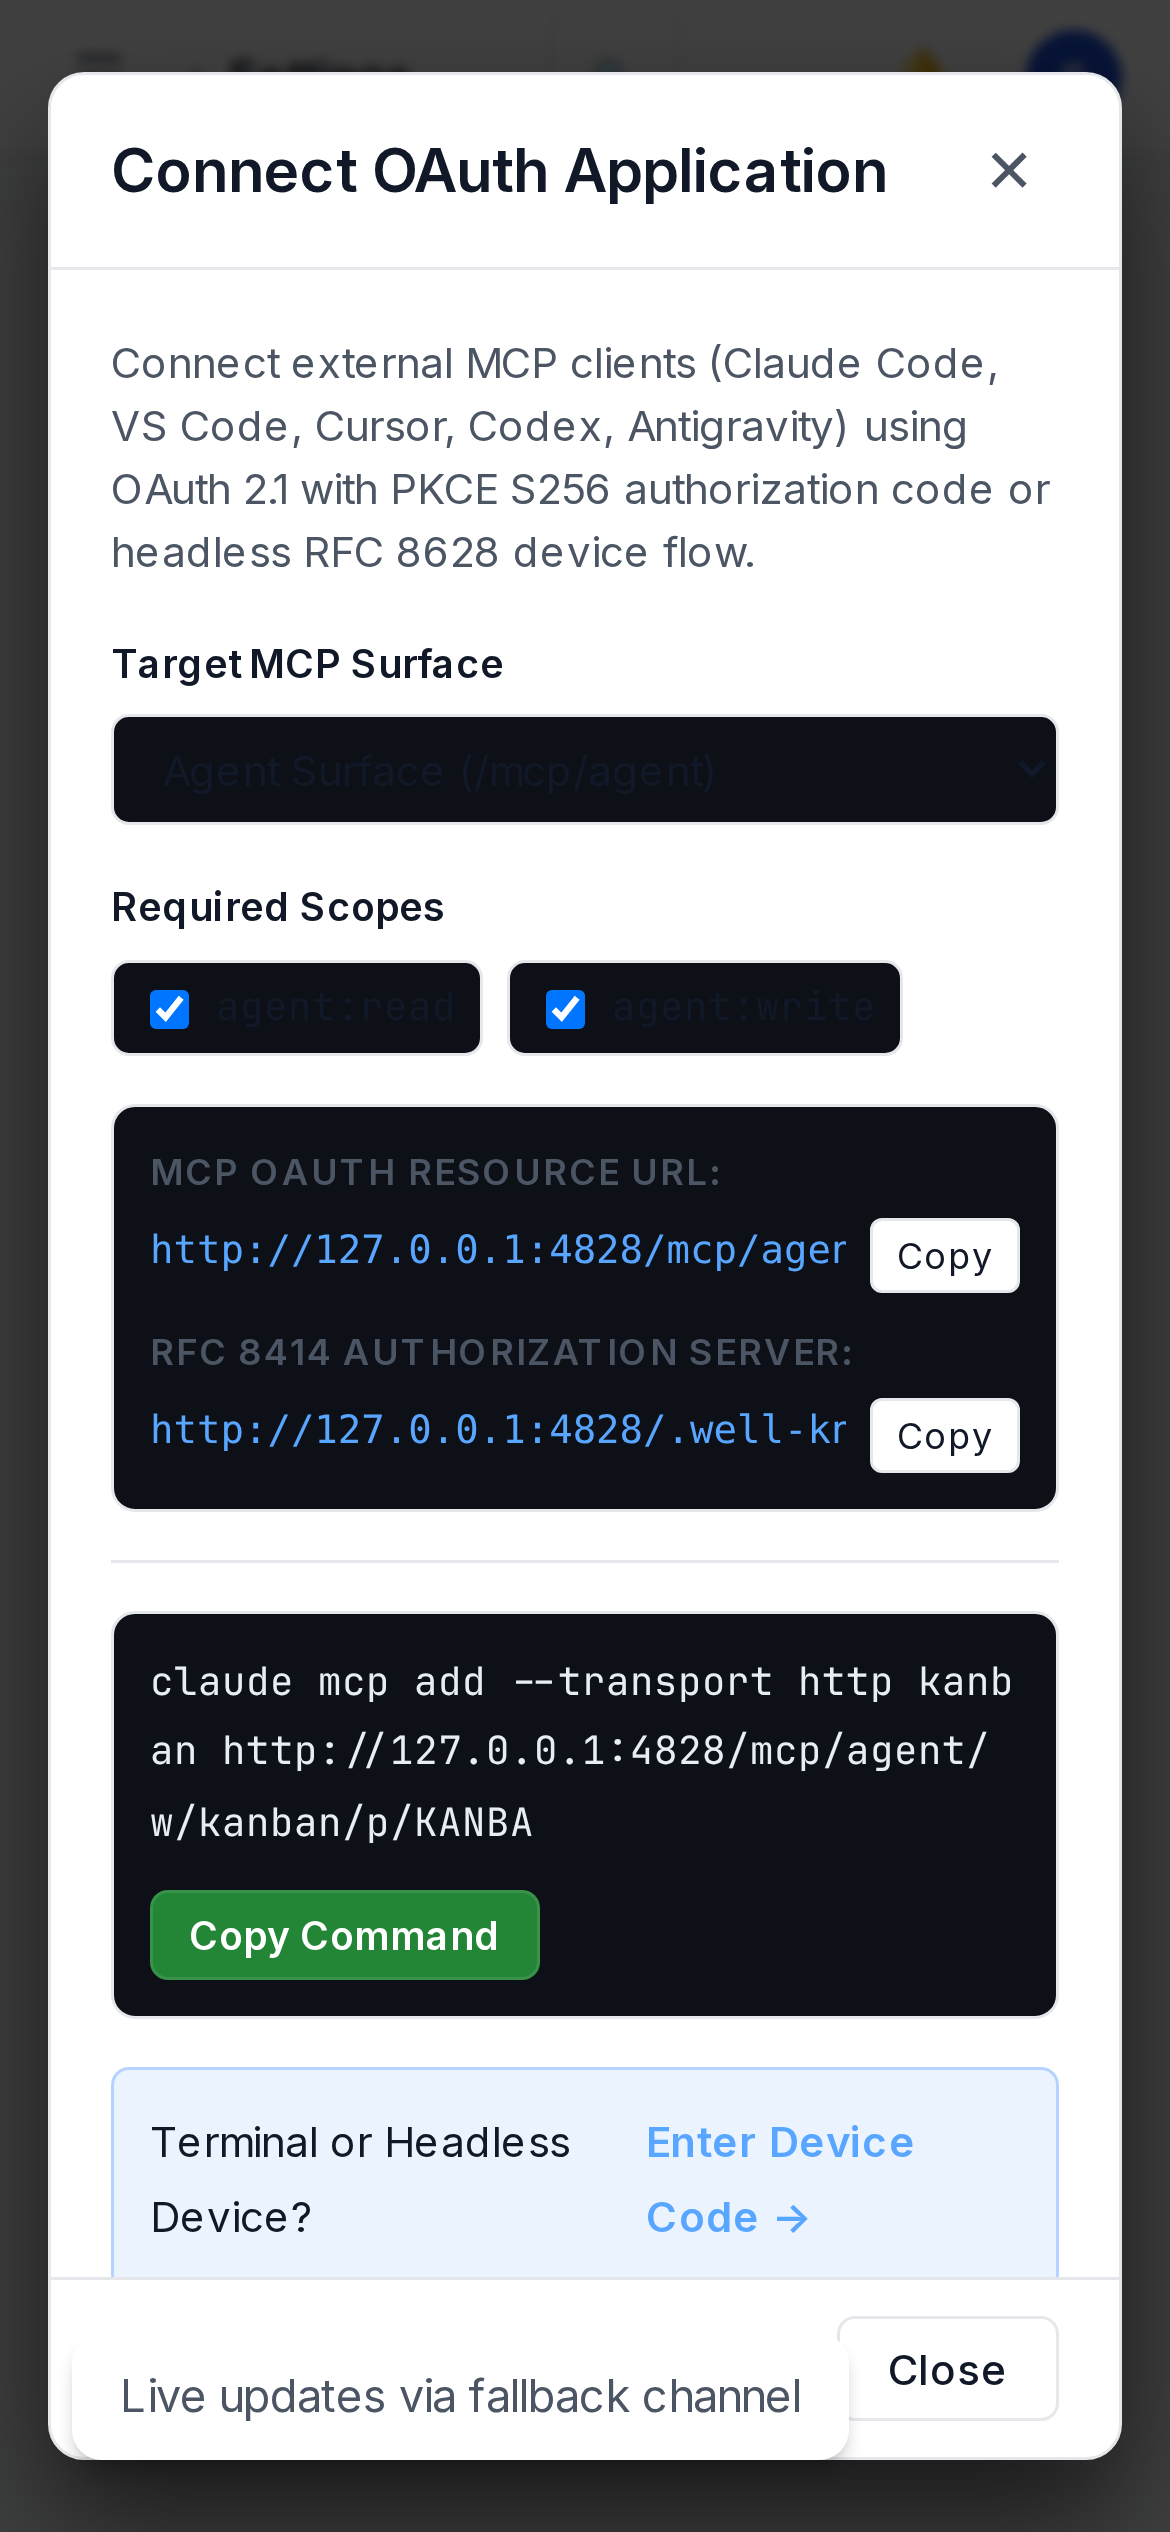 Connect OAuth Application
Connect external MCP clients (Claude Code,
VS Code, Cursor, Codex, Antigravity) using
OAuth 2.1 with PKCE S256 authorization code or
headless RFC 8628 device flow.
Target MCP Surface
Agent Surface (/mcp/agent)
Required Scopes
agent:read
agent:write
MCP OAUTH RESOURCE URL:
http://127.0.0.1:4828/mcp/ager
Copy
RFC 8414 AUTHORIZATION SERVER:
http://127.0.0.1:4828/.well-kr
Copy
claude mcp add --transport http kanb
an http://127.0.0.1:4828/mcp/agent/
w/kanban/p/KANBA
Copy Command
Terminal or Headless
Device?
Enter Device
Code →
Close
Live updates via fallback channel